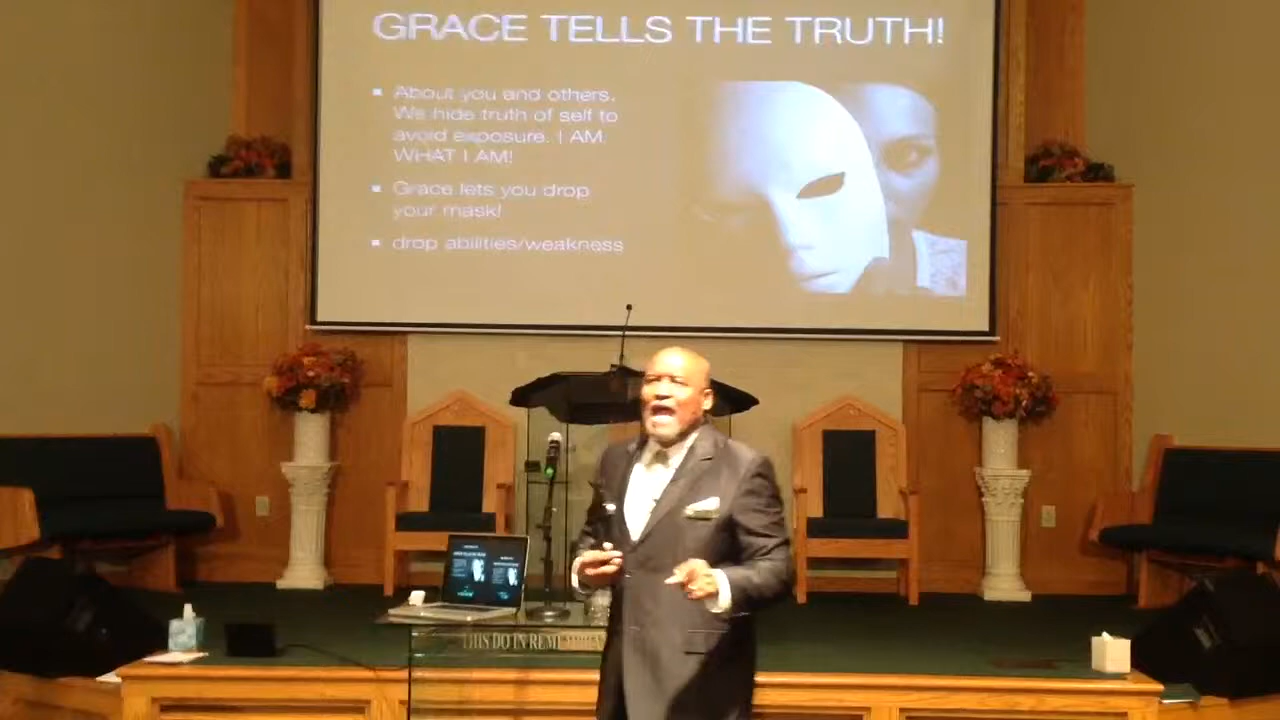 GRACE TELLS THE TRUTH!
▪ About you and others.
We hide truth of self to
avoid exposure. I AM
WHAT I AM!
▪ Grace lets you drop
your mask!
▪ drop abilities/weakness
THIS DO IN